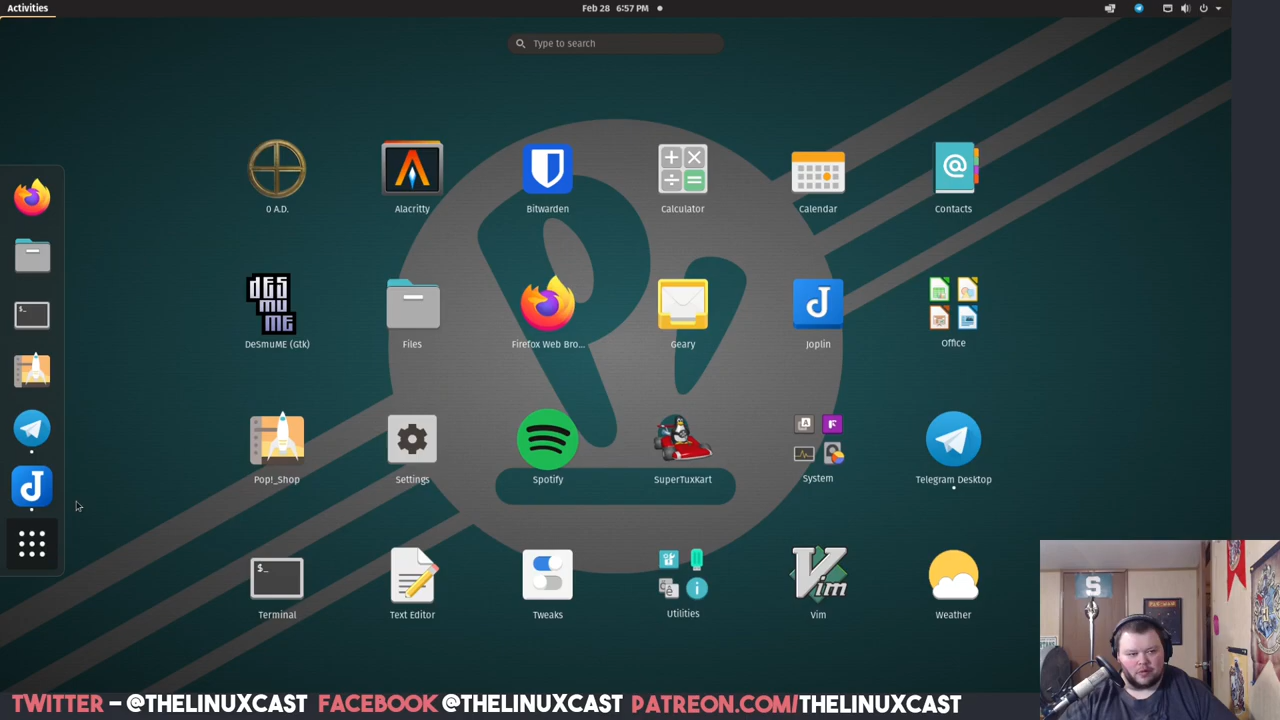 Activities
Feb 28 6:57 PM
Type to search
0 A.D.
Alacritty
Bitwarden
Calculator
Calendar
Contacts
DeSmuME (Gtk)
Files
Firefox Web Bro...
Geary
Joplin
Office
Pop!_Shop
Settings
Spotify
SuperTuxKart
System
Telegram Desktop
Terminal
Text Editor
Tweaks
Utilities
Vim
Weather
TWITTER – @THELINUXCAST FACEBOOK @THELINUXCAST PATREON.COM/THELINUXCAST